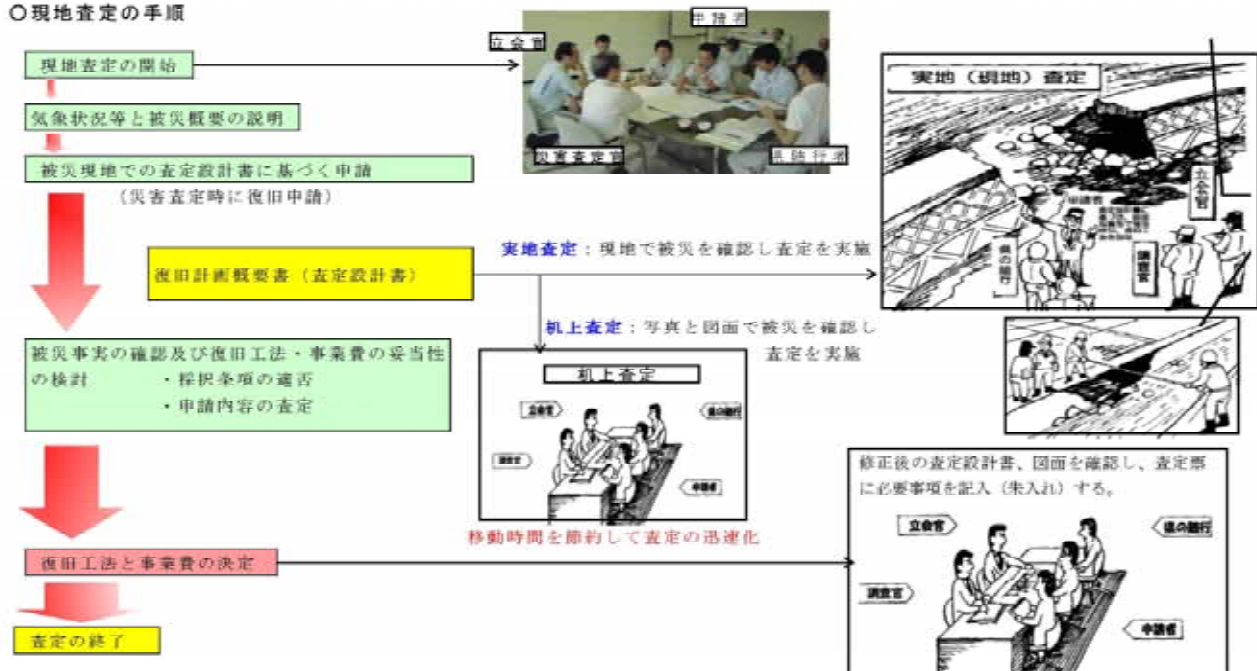 〇現地査定の手順
現地査定の開始
気象状況等と被災概要の説明
被災現地での査定設計書に基づく申請
（災害査定時に復旧申請）
立会官
申請者
災害査定官
県随行者
実地（現地）査定
申請者
立会官
県の随行
調査官
復旧計画概要書（査定設計書）
実地査定：現地で被災を確認し査定を実施
机上査定：写真と図面で被災を確認し
査定を実施
被災事実の確認及び復旧工法・事業費の妥当性
の検討　・採択条項の適否
・申請内容の査定
机上査定
立会官
県の随行
調査官
申請者
移動時間を節約して査定の迅速化
復旧工法と事業費の決定
査定の終了
修正後の査定設計書、図面を確認し、査定票
に必要事項を記入（朱入れ）する。
立会官
県の随行
調査官
申請者